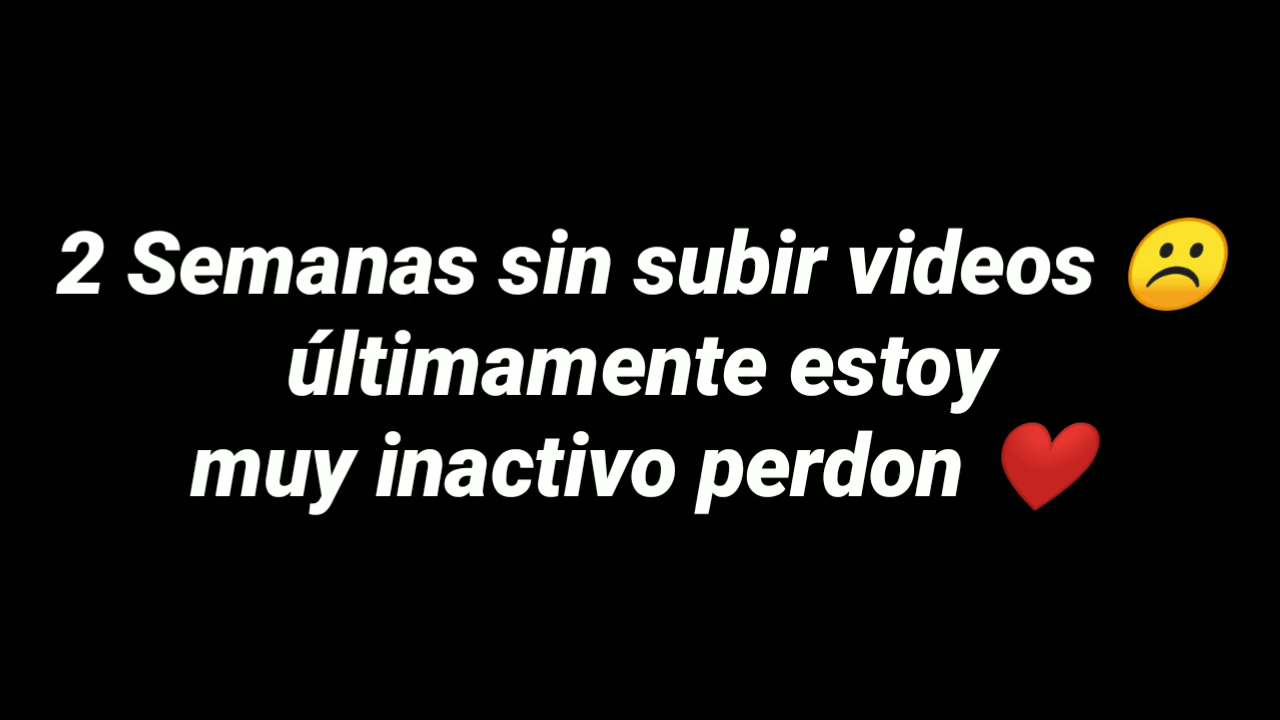 2 Semanas sin subir videos ☹️
últimamente estoy
muy inactivo perdon ❤️